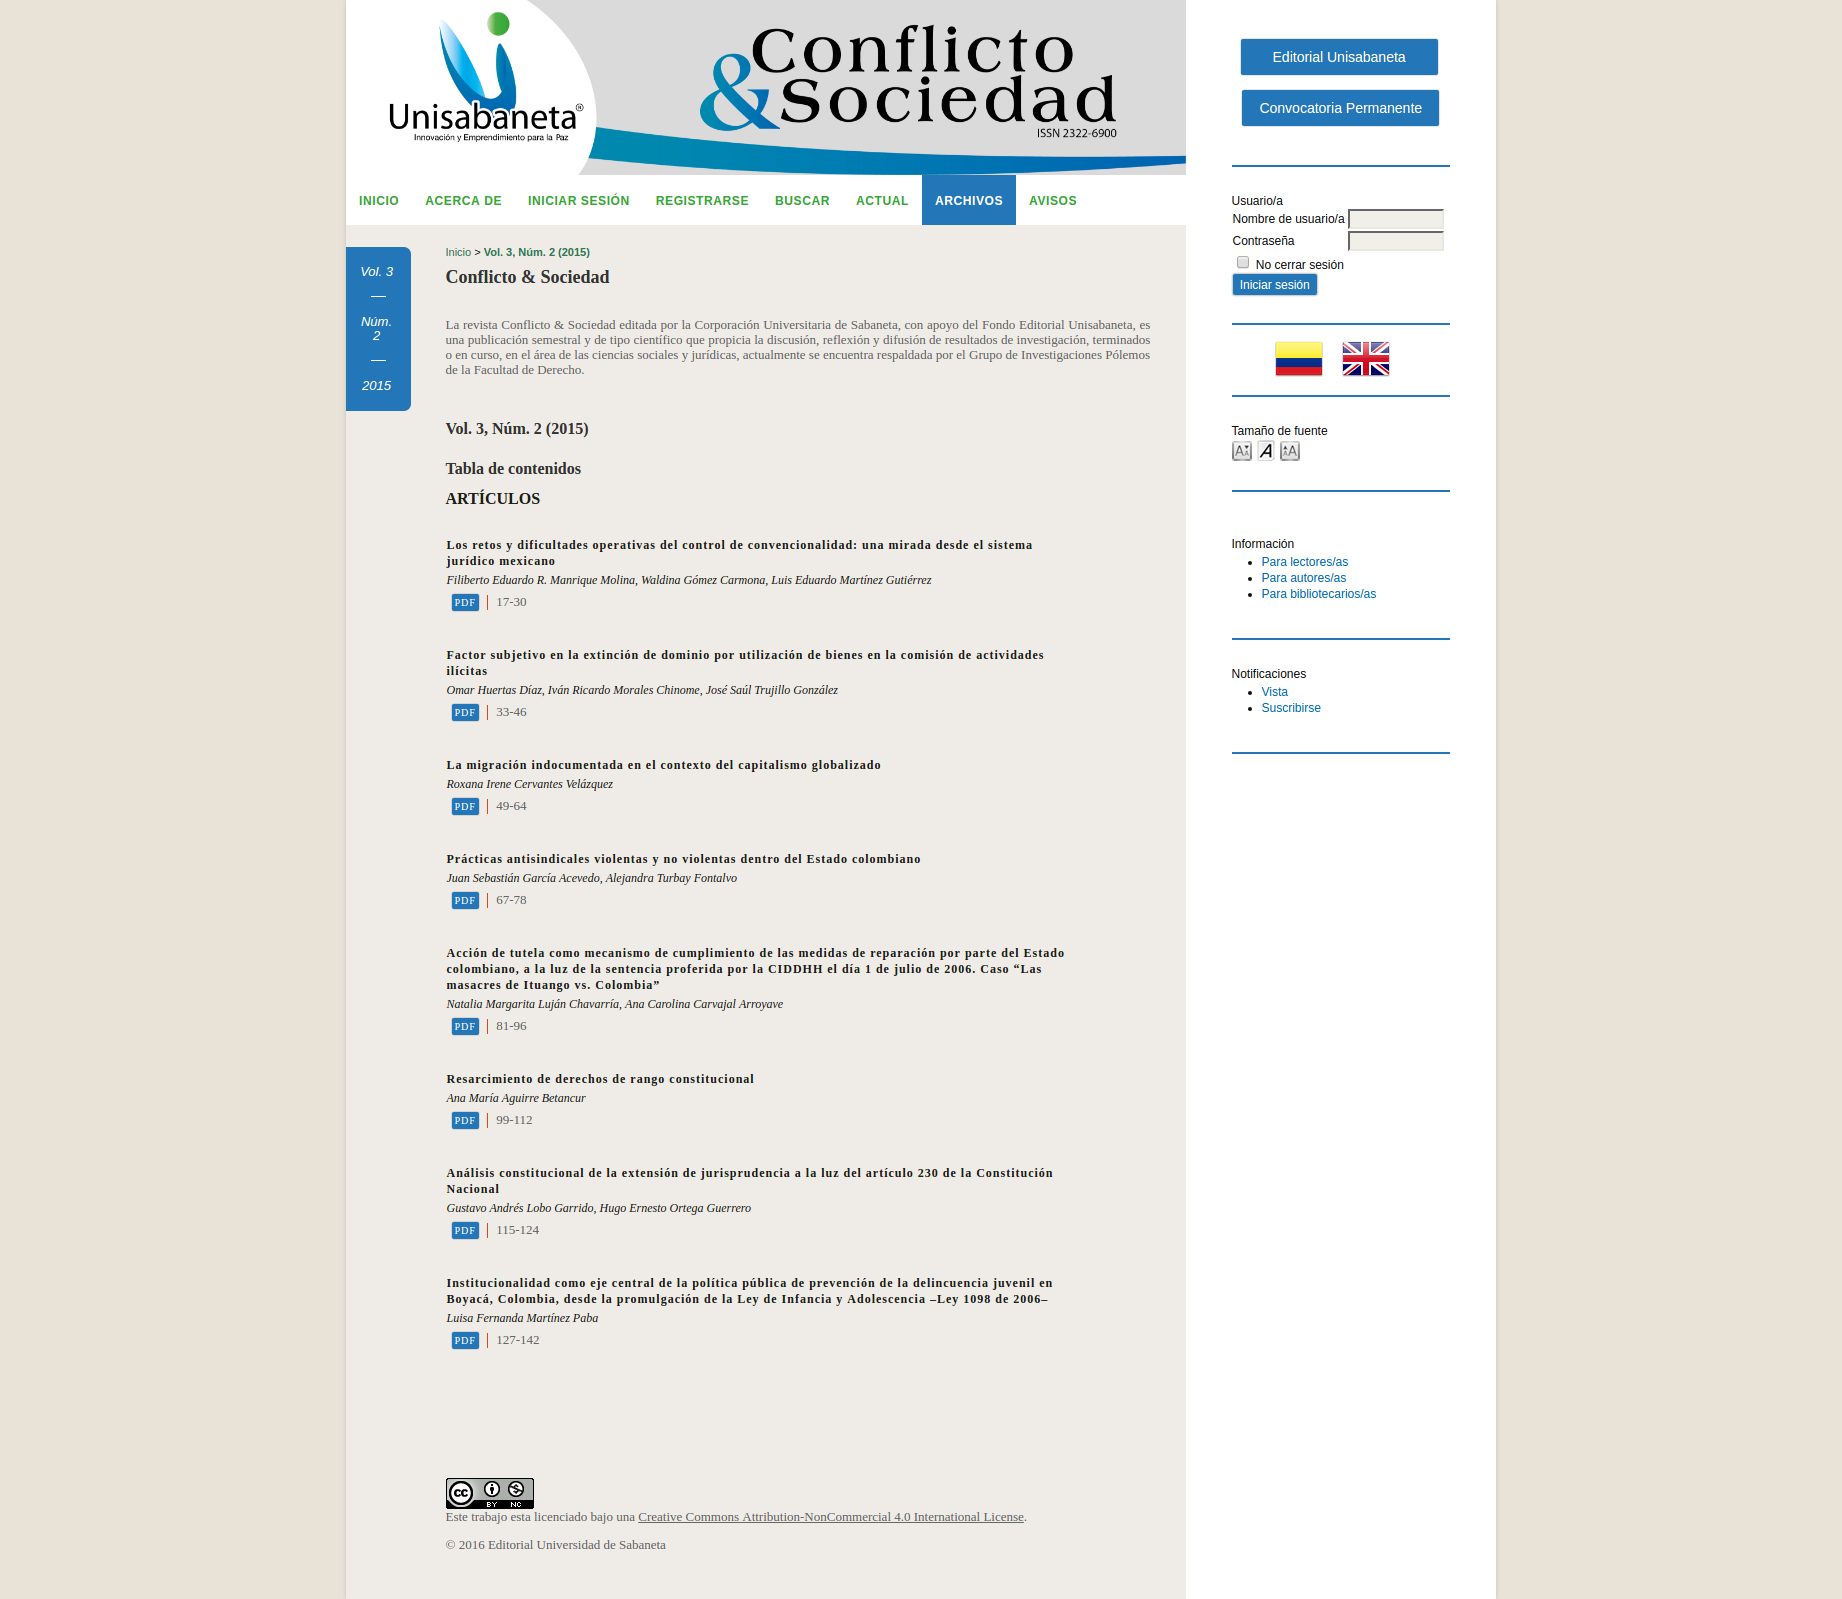 Unisabaneta®
Innovación y Emprendimiento para la Paz
Conflicto
&Sociedad
ISSN 2322-6900
INICIO ACERCA DE INICIAR SESIÓN REGISTRARSE BUSCAR ACTUAL ARCHIVOS AVISOS
Vol. 3
—
Núm.
2
—
2015
Inicio > Vol. 3, Núm. 2 (2015)
Conflicto & Sociedad
La revista Conflicto & Sociedad editada por la Corporación Universitaria de Sabaneta, con apoyo del Fondo Editorial Unisabaneta, es
una publicación semestral y de tipo científico que propicia la discusión, reflexión y difusión de resultados de investigación, terminados
o en curso, en el área de las ciencias sociales y jurídicas, actualmente se encuentra respaldada por el Grupo de Investigaciones Pólemos
de la Facultad de Derecho.
Vol. 3, Núm. 2 (2015)
Tabla de contenidos
ARTÍCULOS
Los retos y dificultades operativas del control de convencionalidad: una mirada desde el sistema
jurídico mexicano
Filiberto Eduardo R. Manrique Molina, Waldina Gómez Carmona, Luis Eduardo Martínez Gutiérrez
PDF | 17-30
Factor subjetivo en la extinción de dominio por utilización de bienes en la comisión de actividades
ilícitas
Omar Huertas Díaz, Iván Ricardo Morales Chinome, José Saúl Trujillo González
PDF | 33-46
La migración indocumentada en el contexto del capitalismo globalizado
Roxana Irene Cervantes Velázquez
PDF | 49-64
Prácticas antisindicales violentas y no violentas dentro del Estado colombiano
Juan Sebastián García Acevedo, Alejandra Turbay Fontalvo
PDF | 67-78
Acción de tutela como mecanismo de cumplimiento de las medidas de reparación por parte del Estado
colombiano, a la luz de la sentencia proferida por la CIDDHH el día 1 de julio de 2006. Caso “Las
masacres de Ituango vs. Colombia”
Natalia Margarita Luján Chavarría, Ana Carolina Carvajal Arroyave
PDF | 81-96
Resarcimiento de derechos de rango constitucional
Ana María Aguirre Betancur
PDF | 99-112
Análisis constitucional de la extensión de jurisprudencia a la luz del artículo 230 de la Constitución
Nacional
Gustavo Andrés Lobo Garrido, Hugo Ernesto Ortega Guerrero
PDF | 115-124
Institucionalidad como eje central de la política pública de prevención de la delincuencia juvenil en
Boyacá, Colombia, desde la promulgación de la Ley de Infancia y Adolescencia –Ley 1098 de 2006–
Luisa Fernanda Martínez Paba
PDF | 127-142
cc BY NC
Este trabajo esta licenciado bajo una Creative Commons Attribution-NonCommercial 4.0 International License.
© 2016 Editorial Universidad de Sabaneta
Editorial Unisabaneta
Convocatoria Permanente
Usuario/a
Nombre de usuario/a
Contraseña
No cerrar sesión
Iniciar sesión
Tamaño de fuente
AA A AA
Información
Para lectores/as
Para autores/as
Para bibliotecarios/as
Notificaciones
Vista
Suscribirse